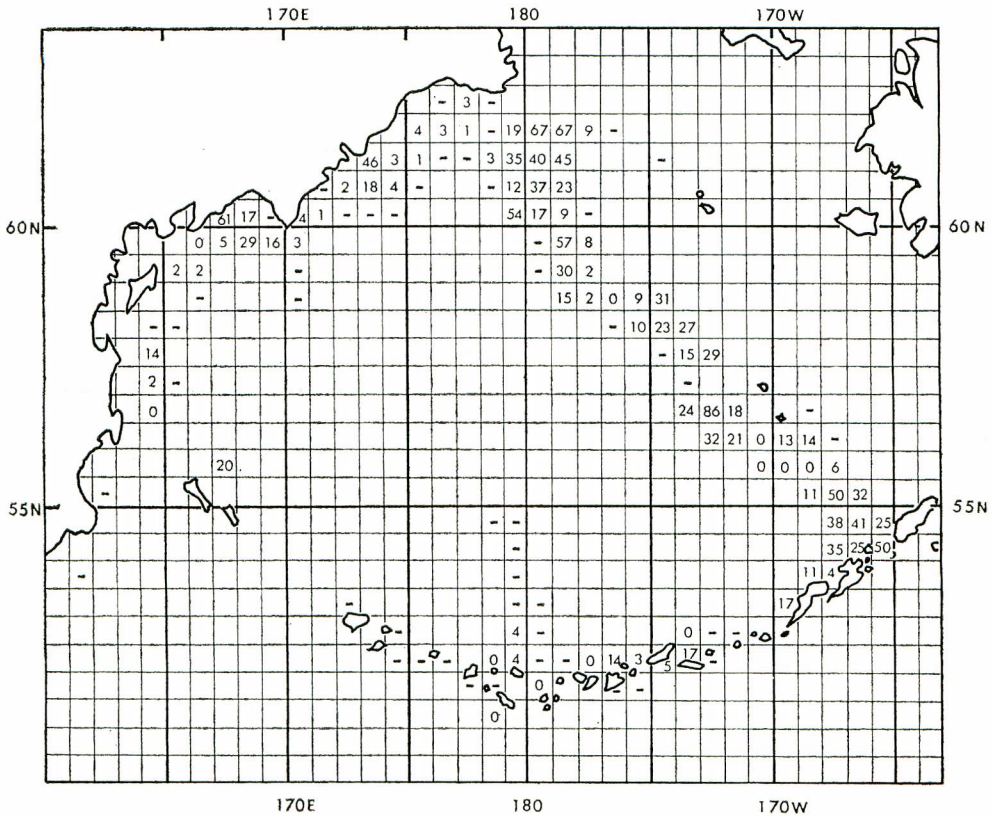 170E 180 170W
- 3 -
4 3 1 - 19 67 67 9 -
46 3 1 - - 3 35 40 45 -
- 2 18 4 - - 12 37 23
61 17 - 4 1 - - - 54 17 9 -
60N 60N
0 5 29 16 3 - 57 8
2 2 - - 30 2
- - 15 2 0 9 31
- - - 10 23 27
14 - 15 29
2 - -
0 24 86 18 -
32 21 0 13 14 -
20 0 0 0 6
- 11 50 32
55N 55N
- - 38 41 25
- 35 25 50
- - 11 4
- - - 17
- 4 - 0 - -
- - - 0 4 - - 0 14 3 17
- - - 0 - - 5
0
170E 180 170W